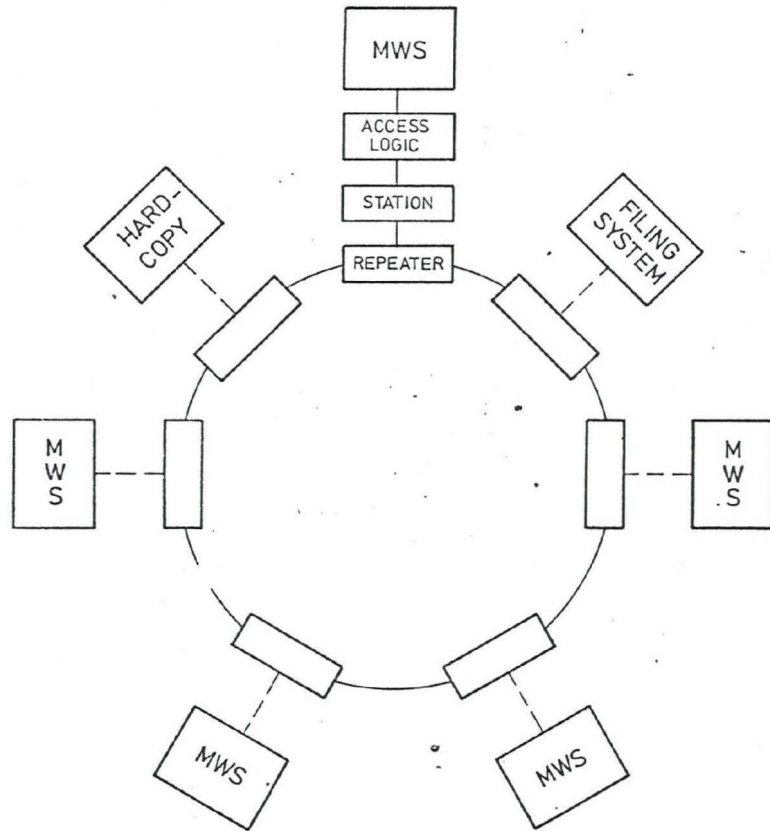 MWS
ACCESS
LOGIC
STATION
REPEATER
HARD-
COPY
FILING
SYSTEM
M
W
S
M
W
S
MWS
MWS